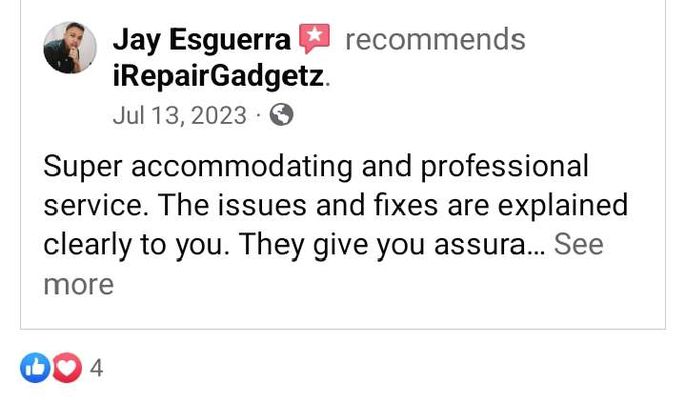 Jay Esguerra recommends
iRepairGadgetz.
Jul 13, 2023 ·
Super accommodating and professional
service. The issues and fixes are explained
clearly to you. They give you assura... See
more
4